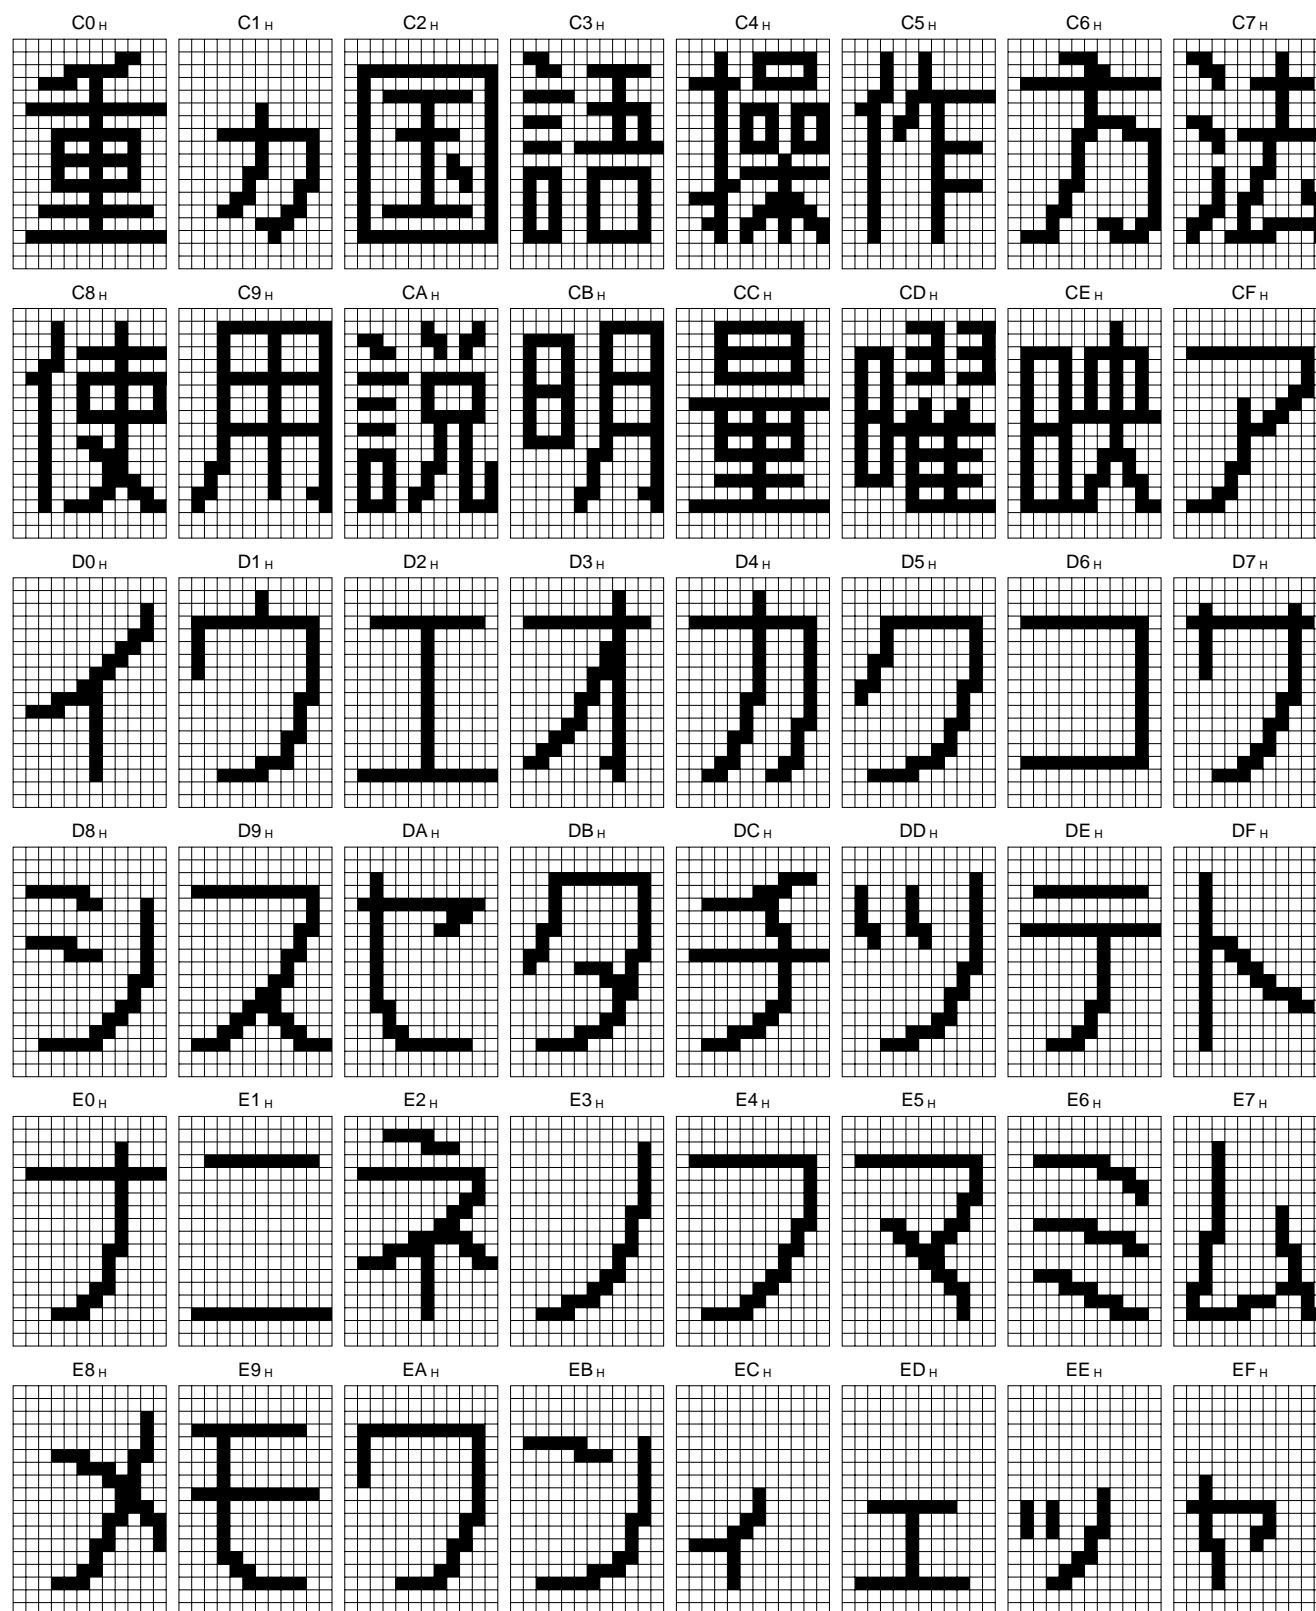 C0H C1H C2H C3H C4H C5H C6H C7H
重 ヵ 国 語 操 作 方 法
C8H C9H CAH CBH CCH CDH CEH CFH
使 用 説 明 量 曜 映 ア
D0H D1H D2H D3H D4H D5H D6H D7H
イ ウ エ オ カ ク コ サ
D8H D9H DAH DBH DCH DDH DEH DFH
シ ス セ タ チ ツ テ ト
E0H E1H E2H E3H E4H E5H E6H E7H
ナ ニ ネ ノ フ マ ミ ム
E8H E9H EAH EBH ECH EDH EEH EFH
メ モ ワ ン ィ ェ ッ ャ